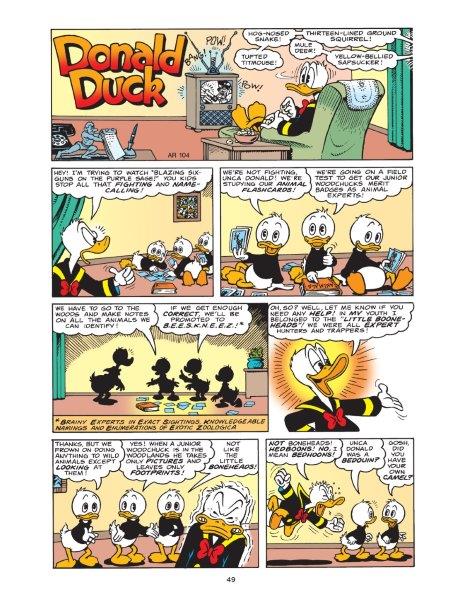 Donald
Duck
BANG!
POW!
POW!
HOG-NOSED
SNAKE!
THIRTEEN-LINED GROUND
SQUIRREL!
MULE
DEER!
TUFTED
TITMOUSE!
YELLOW-BELLIED
SAPSUCKER!
AR 104
HEY! I'M TRYING TO WATCH "BLAZING SIX-
GUNS ON THE PURPLE SAGE!" YOU KIDS
STOP ALL THAT FIGHTING AND NAME-
CALLING!
WE'RE NOT FIGHTING,
UNCA DONALD! WE'RE
STUDYING OUR ANIMAL
FLASHCARDS!
WE'RE GOING ON A FIELD
TEST TO GET OUR JUNIOR
WOODCHUCKS MERIT
BADGES AS ANIMAL
EXPERTS!
WE HAVE TO GO TO THE
WOODS AND MAKE NOTES
ON ALL THE ANIMALS WE
CAN IDENTIFY!
IF WE GET ENOUGH
CORRECT, WE'LL BE
PROMOTED TO
B.E.E.S.K.N.E.E.Z.!*
*BRAINY EXPERTS IN EXACT SIGHTINGS, KNOWLEDGEABLE
NAMINGS AND ENUMERATIONS OF EXOTIC ZOOLOGICA
OH, SO? WELL, LET ME KNOW IF YOU
NEED ANY HELP! IN MY YOUTH I
BELONGED TO THE "LITTLE BOONE-
HEADS"! WE WERE ALL EXPERT
HUNTERS AND TRAPPERS!
THANKS, BUT WE
FROWN ON DOING
ANYTHING TO WILD
ANIMALS EXCEPT
LOOKING AT
THEM!
YES! WHEN A JUNIOR
WOODCHUCK IS IN THE
WOODLANDS HE TAKES
ONLY PICTURES AND
LEAVES ONLY
FOOTPRINTS!
NOT
LIKE
THE
LITTLE
BONEHEADS!
NOT BONEHEADS!
HEDBOONS! NO, I
MEAN BEDHOONS!
UNCA
DONALD
WAS A
BEDOUIN?
GOSH,
DID YOU
HAVE YOUR
OWN
CAMEL?
49